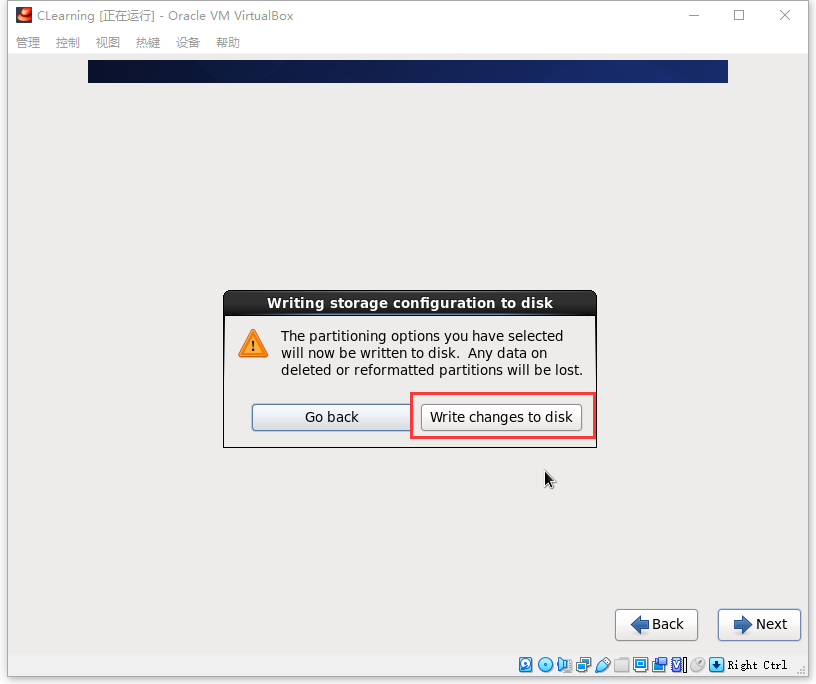 CLearning [正在运行] - Oracle VM VirtualBox
管理 控制 视图 热键 设备 帮助
Writing storage configuration to disk
The partitioning options you have selected
will now be written to disk. Any data on
deleted or reformatted partitions will be lost.
Go back Write changes to disk
Back Next
Right Ctrl